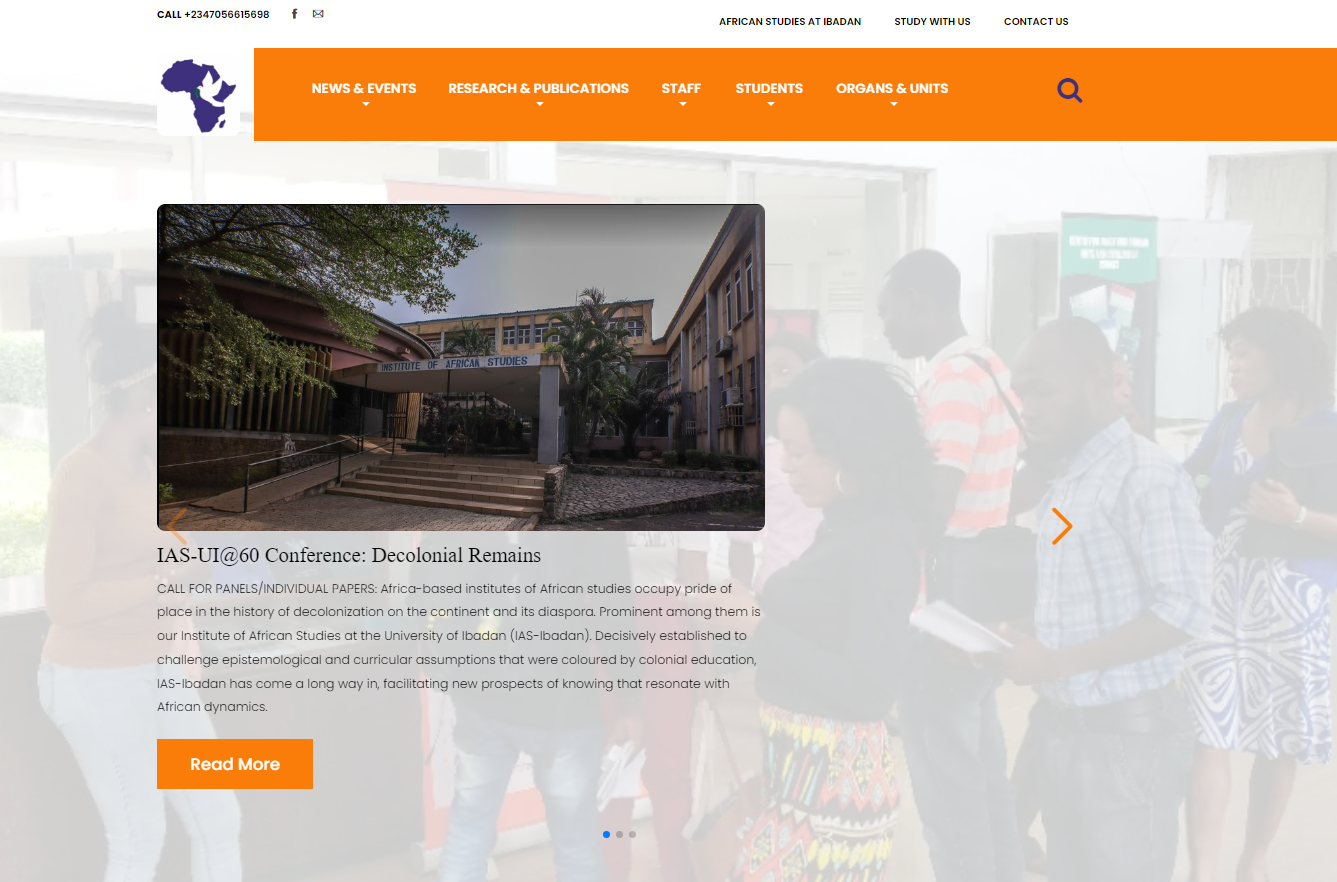 CALL +2347056615698
AFRICAN STUDIES AT IBADAN
STUDY WITH US
CONTACT US
NEWS & EVENTS
RESEARCH & PUBLICATIONS
STAFF
STUDENTS
ORGANS & UNITS
INSTITUTE OF AFRICAN STUDIES
IAS-UI@60 Conference: Decolonial Remains
CALL FOR PANELS/INDIVIDUAL PAPERS: Africa-based institutes of African studies occupy pride of
place in the history of decolonization on the continent and its diaspora. Prominent among them is
our Institute of African Studies at the University of Ibadan (IAS-Ibadan). Decisively established to
challenge epistemological and curricular assumptions that were coloured by colonial education,
IAS-Ibadan has come a long way in, facilitating new prospects of knowing that resonate with
African dynamics.
Read More